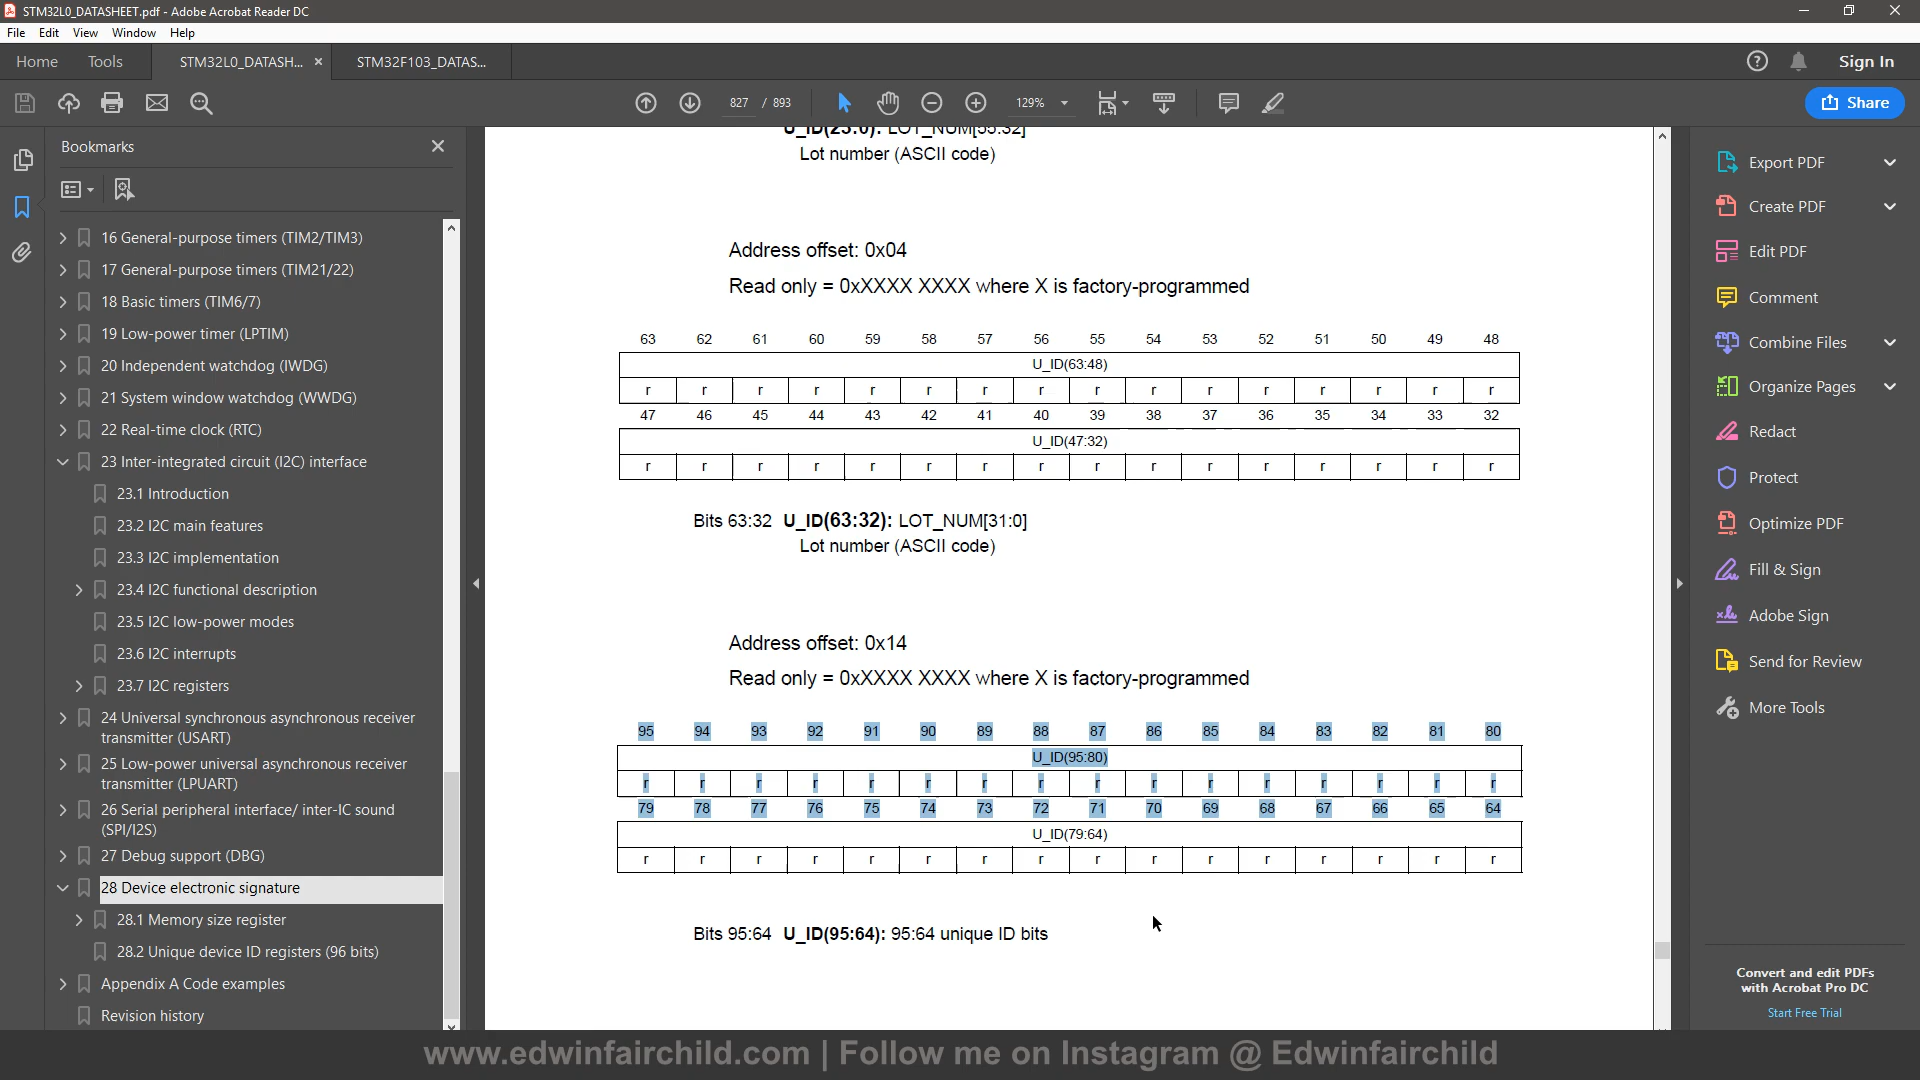 STM32L0_DATASHEET.pdf - Adobe Acrobat Reader DC
File Edit View Window Help
Home Tools STM32L0_DATASH... × STM32F103_DATAS... Sign In
827 / 893 129% Share
Bookmarks
16 General-purpose timers (TIM2/TIM3)
17 General-purpose timers (TIM21/22)
18 Basic timers (TIM6/7)
19 Low-power timer (LPTIM)
20 Independent watchdog (IWDG)
21 System window watchdog (WWDG)
22 Real-time clock (RTC)
23 Inter-integrated circuit (I2C) interface
23.1 Introduction
23.2 I2C main features
23.3 I2C implementation
23.4 I2C functional description
23.5 I2C low-power modes
23.6 I2C interrupts
23.7 I2C registers
24 Universal synchronous asynchronous receiver
transmitter (USART)
25 Low-power universal asynchronous receiver
transmitter (LPUART)
26 Serial peripheral interface/ inter-IC sound
(SPI/I2S)
27 Debug support (DBG)
28 Device electronic signature
28.1 Memory size register
28.2 Unique device ID registers (96 bits)
Appendix A Code examples
Revision history
U_ID(23:0): LOT_NUM[55:32]
Lot number (ASCII code)
Address offset: 0x04
Read only = 0xXXXX XXXX where X is factory-programmed
63 62 61 60 59 58 57 56 55 54 53 52 51 50 49 48
U_ID(63:48)
r r r r r r r r r r r r r r r r
47 46 45 44 43 42 41 40 39 38 37 36 35 34 33 32
U_ID(47:32)
r r r r r r r r r r r r r r r r
Bits 63:32 U_ID(63:32): LOT_NUM[31:0]
Lot number (ASCII code)
Address offset: 0x14
Read only = 0xXXXX XXXX where X is factory-programmed
95 94 93 92 91 90 89 88 87 86 85 84 83 82 81 80
U_ID(95:80)
r r r r r r r r r r r r r r r r
79 78 77 76 75 74 73 72 71 70 69 68 67 66 65 64
U_ID(79:64)
r r r r r r r r r r r r r r r r
Bits 95:64 U_ID(95:64): 95:64 unique ID bits
Export PDF
Create PDF
Edit PDF
Comment
Combine Files
Organize Pages
Redact
Protect
Optimize PDF
Fill & Sign
Adobe Sign
Send for Review
More Tools
Convert and edit PDFs
with Acrobat Pro DC
Start Free Trial
www.edwinfairchild.com | Follow me on Instagram @ Edwinfairchild